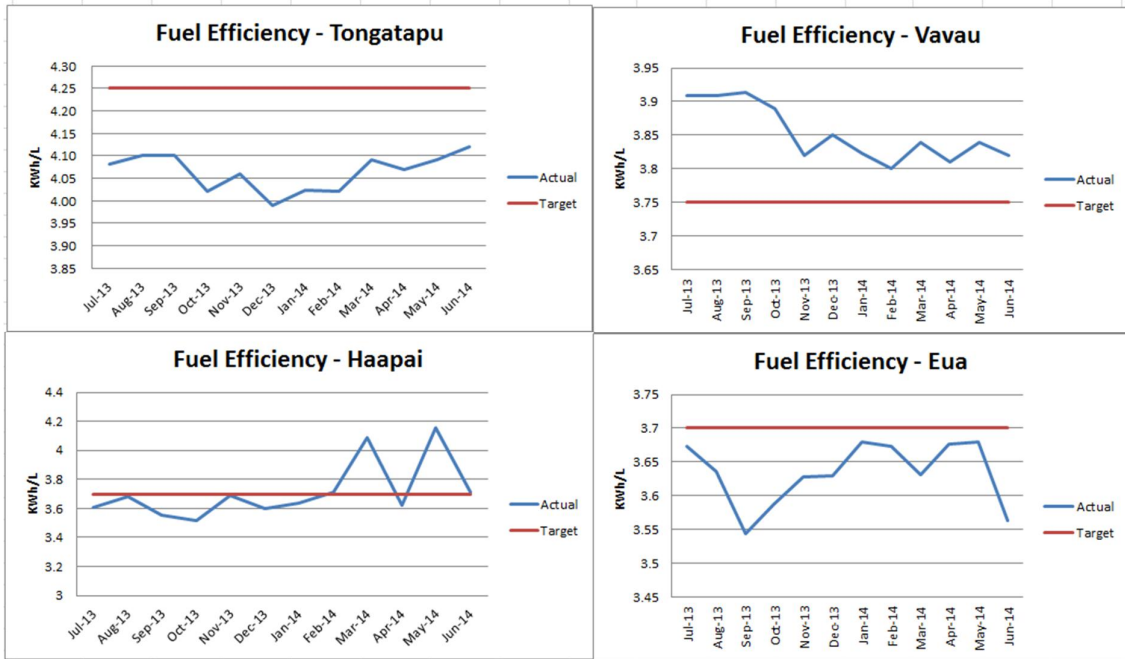 Fuel Efficiency - Tongatapu
KWh/L
4.30
4.25
4.20
4.15
4.10
4.05
4.00
3.95
3.90
3.85
Jul-13 Aug-13 Sep-13 Oct-13 Nov-13 Dec-13 Jan-14 Feb-14 Mar-14 Apr-14 May-14 Jun-14
Actual
Target
Fuel Efficiency - Vavau
KWh/L
3.95
3.9
3.85
3.8
3.75
3.7
3.65
Jul-13 Aug-13 Sep-13 Oct-13 Nov-13 Dec-13 Jan-14 Feb-14 Mar-14 Apr-14 May-14 Jun-14
Actual
Target
Fuel Efficiency - Haapai
KWh/L
4.4
4.2
4
3.8
3.6
3.4
3.2
3
Jul-13 Aug-13 Sep-13 Oct-13 Nov-13 Dec-13 Jan-14 Feb-14 Mar-14 Apr-14 May-14 Jun-14
Actual
Target
Fuel Efficiency - Eua
KWh/L
3.75
3.7
3.65
3.6
3.55
3.5
3.45
Jul-13 Aug-13 Sep-13 Oct-13 Nov-13 Dec-13 Jan-14 Feb-14 Mar-14 Apr-14 May-14 Jun-14
Actual
Target